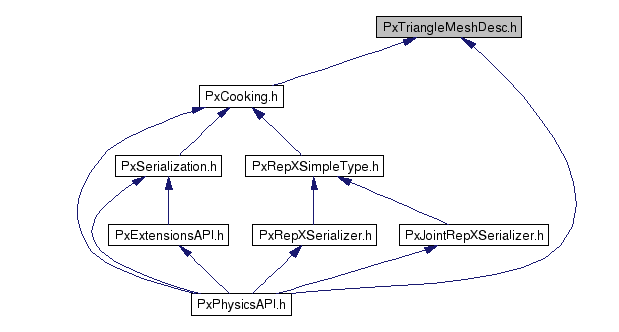 PxTriangleMeshDesc.h
PxCooking.h
PxSerialization.h
PxRepXSimpleType.h
PxExtensionsAPI.h
PxRepXSerializer.h
PxJointRepXSerializer.h
PxPhysicsAPI.h